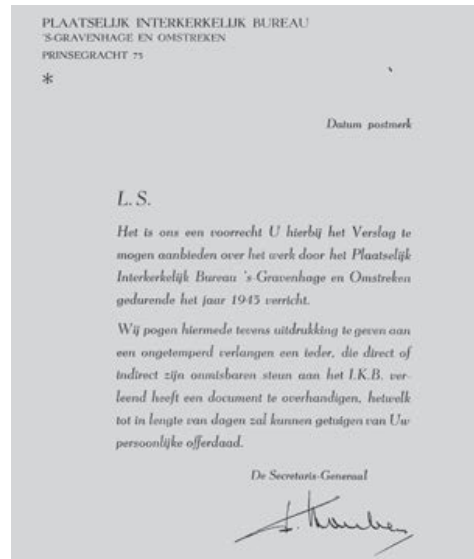 PLAATSELIJK INTERKERKELIJK BUREAU
'S-GRAVENHAGE EN OMSTREKEN
PRINSEGRACHT 75
*
Datum postmerk
L. S.
Het is ons een voorrecht U hierbij het Verslag te
mogen aanbieden over het werk door het Plaatselijk
Interkerkelijk Bureau 's-Gravenhage en Omstreken
gedurende het jaar 1945 verricht.
Wij pogen hiermede tevens uitdrukking te geven aan
een ongetemperd verlangen een ieder, die direct of
indirect zijn onmisbaren steun aan het I.K.B. ver-
leend heeft een document te overhandigen, hetwelk
tot in lengte van dagen zal kunnen getuigen van Uw
persoonlijke offerdaad.
De Secretaris-Generaal